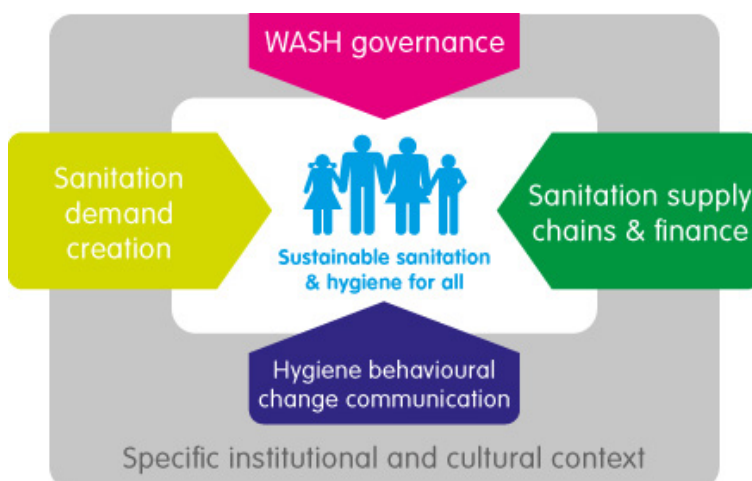 WASH governance
Sanitation
demand
creation
Sustainable sanitation
& hygiene for all
Sanitation supply
chains & finance
Hygiene behavioural
change communication
Specific institutional and cultural context